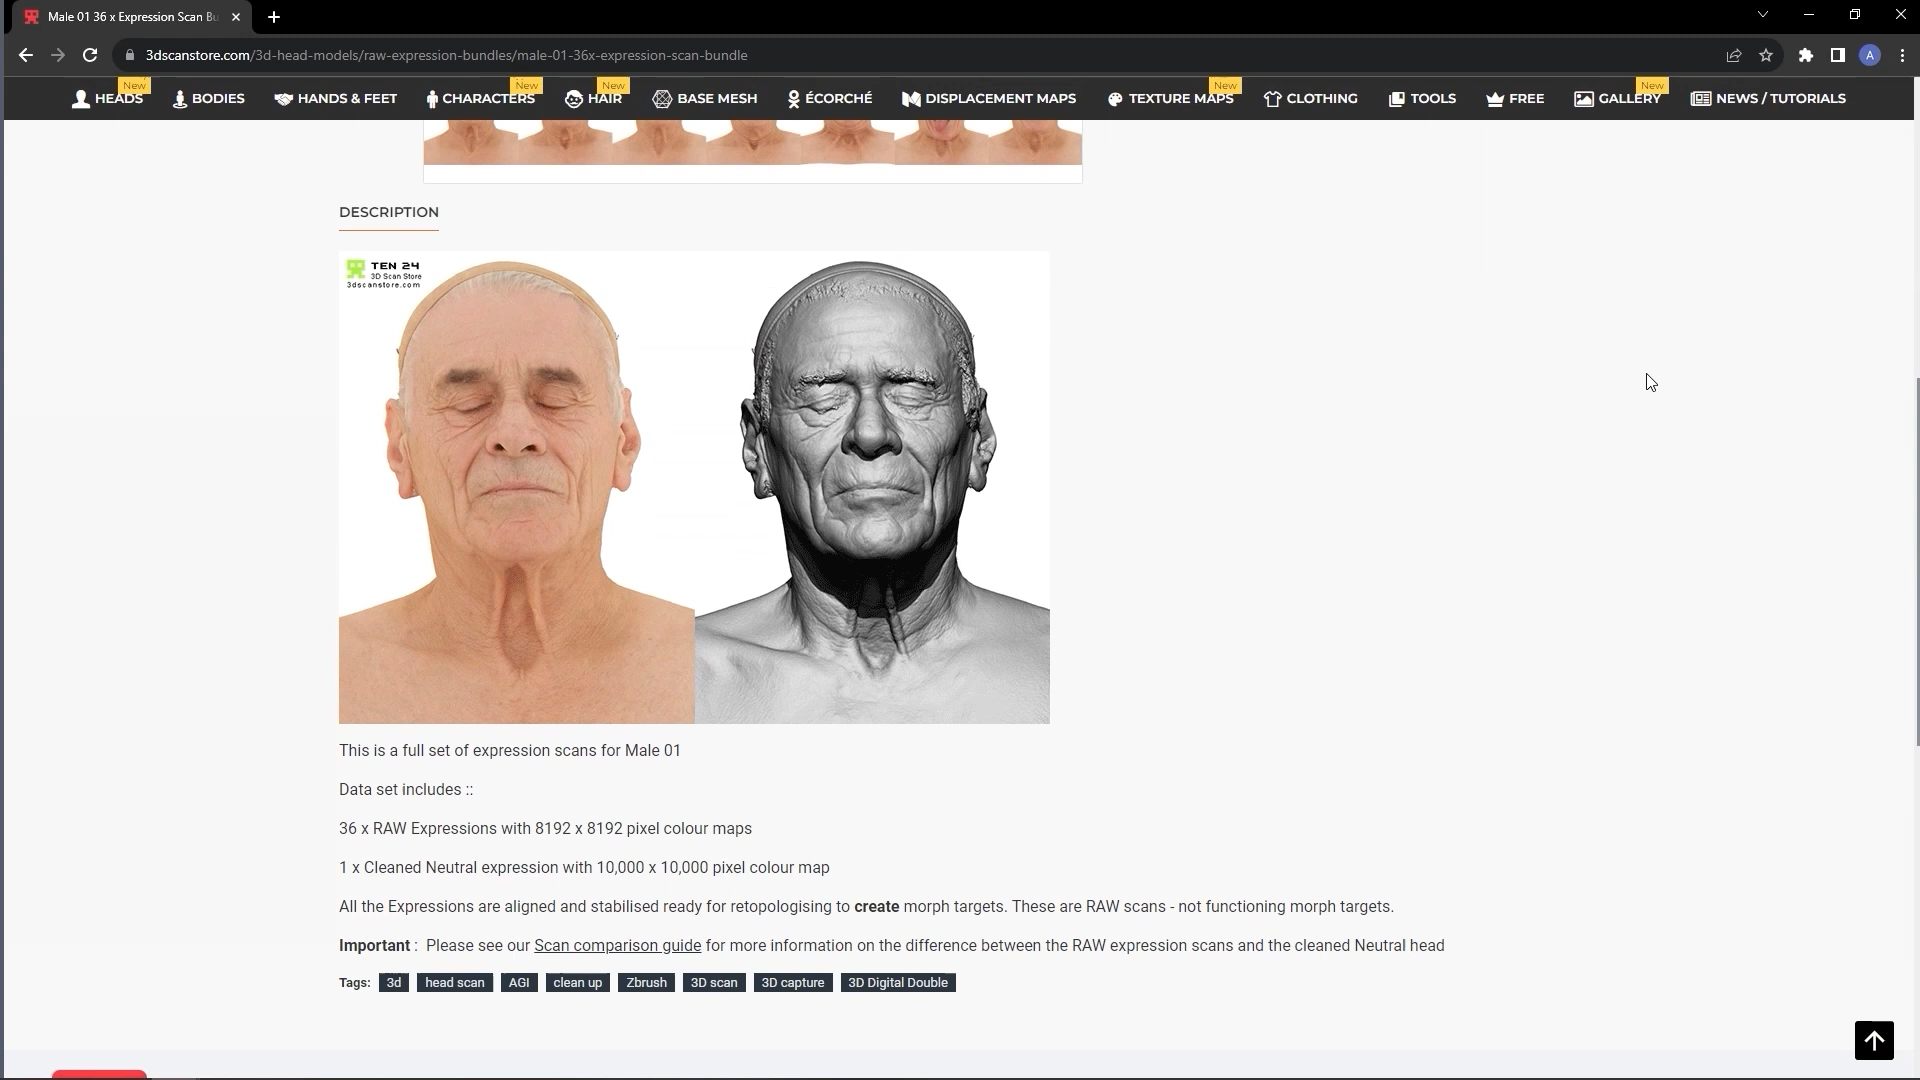 Male 01 36 x Expression Scan Bu
3dscanstore.com/3d-head-models/raw-expression-bundles/male-01-36x-expression-scan-bundle
A
New New New New New
HEADS BODIES HANDS & FEET CHARACTERS HAIR BASE MESH ÉCORCHÉ DISPLACEMENT MAPS TEXTURE MAPS CLOTHING TOOLS FREE GALLERY NEWS / TUTORIALS
DESCRIPTION
TEN 24
3D Scan Store
3dscanstore.com
This is a full set of expression scans for Male 01
Data set includes ::
36 x RAW Expressions with 8192 x 8192 pixel colour maps
1 x Cleaned Neutral expression with 10,000 x 10,000 pixel colour map
All the Expressions are aligned and stabilised ready for retopologising to create morph targets. These are RAW scans - not functioning morph targets.
Important : Please see our Scan comparison guide for more information on the difference between the RAW expression scans and the cleaned Neutral head
Tags: 3d head scan AGI clean up Zbrush 3D scan 3D capture 3D Digital Double